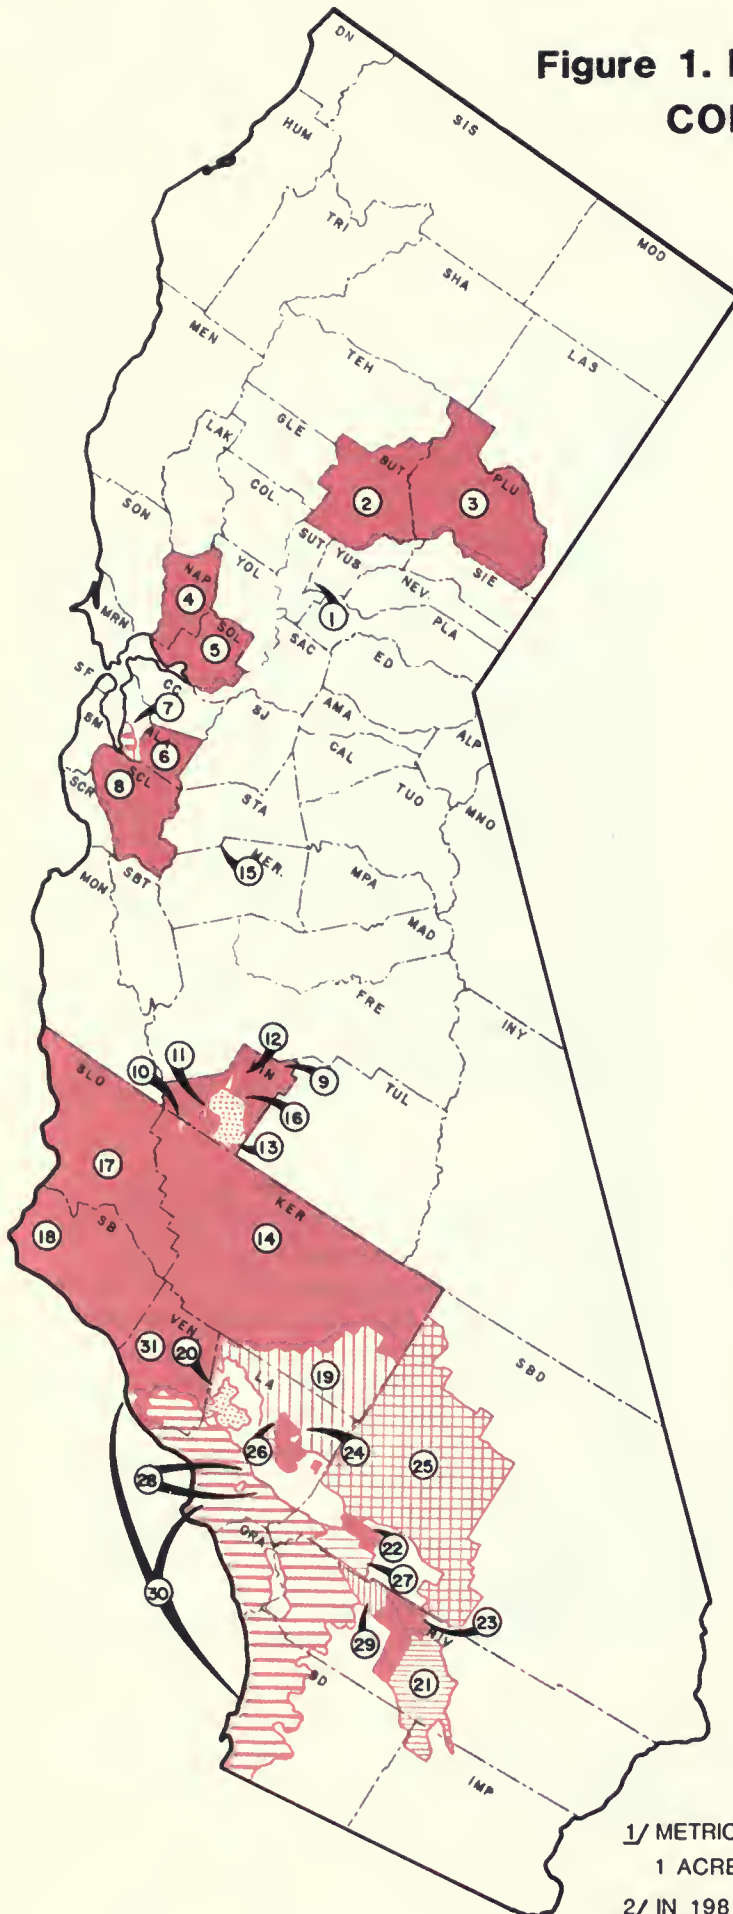 Figure 1.
DN
SIS
HUM
MOD
TRI
SHA
LAS
MEN
TEH
GLE
LAK
BUT
PLU
2
3
COL.
SON
SUT
YUB
SIE
NAP
YOL
NEV.
4
1
PLA
MRN
SOL
SAC
5
ED
SF
CC
7
SJ
AMA
SM
ALA
ALP
6
CAL
8
SCL
TUO
SCR
STA
MNO
15
MER.
MON
SBT
MPA
MAD
FRE
INY
12
11
SLO
10
9
TUL
16
13
17
KER
SB
18
14
VEN
31
20
SBD
LA
19
26
24
25
28
ORA
22
27
30
23
29
RIV
SD
21
IMP
1/ METRIC
1 ACRE
2/ IN 198